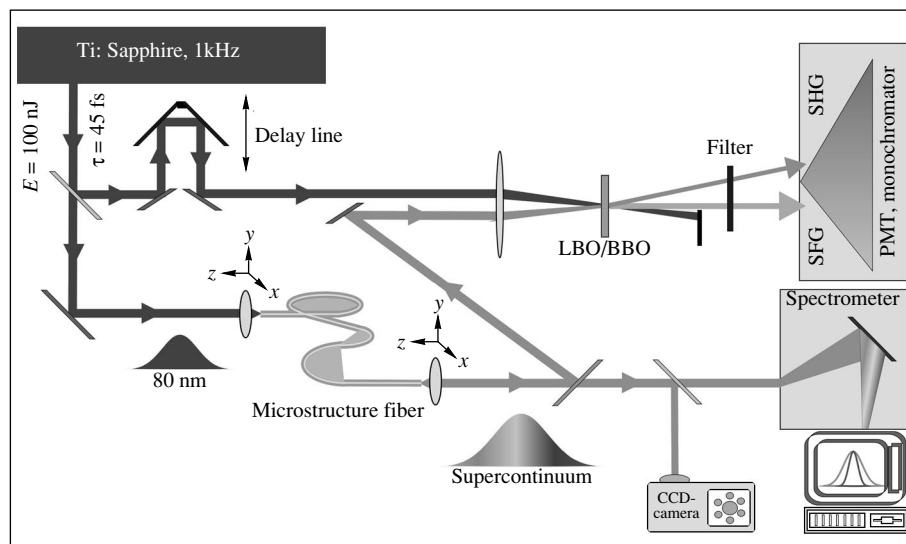 Ti: Sapphire, 1kHz
E = 100 nJ
τ = 45 fs
Delay line
Filter
SHG
SFG
PMT, monochromator
LBO/BBO
y
z
x
y
z
x
80 nm
Microstructure fiber
Supercontinuum
Spectrometer
CCD-
camera